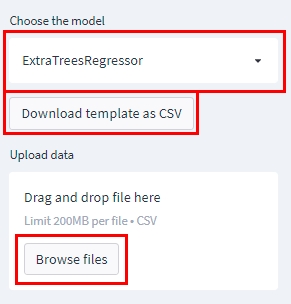 Choose the model
ExtraTreesRegressor
Download template as CSV
Upload data
Drag and drop file here
Limit 200MB per file • CSV
Browse files